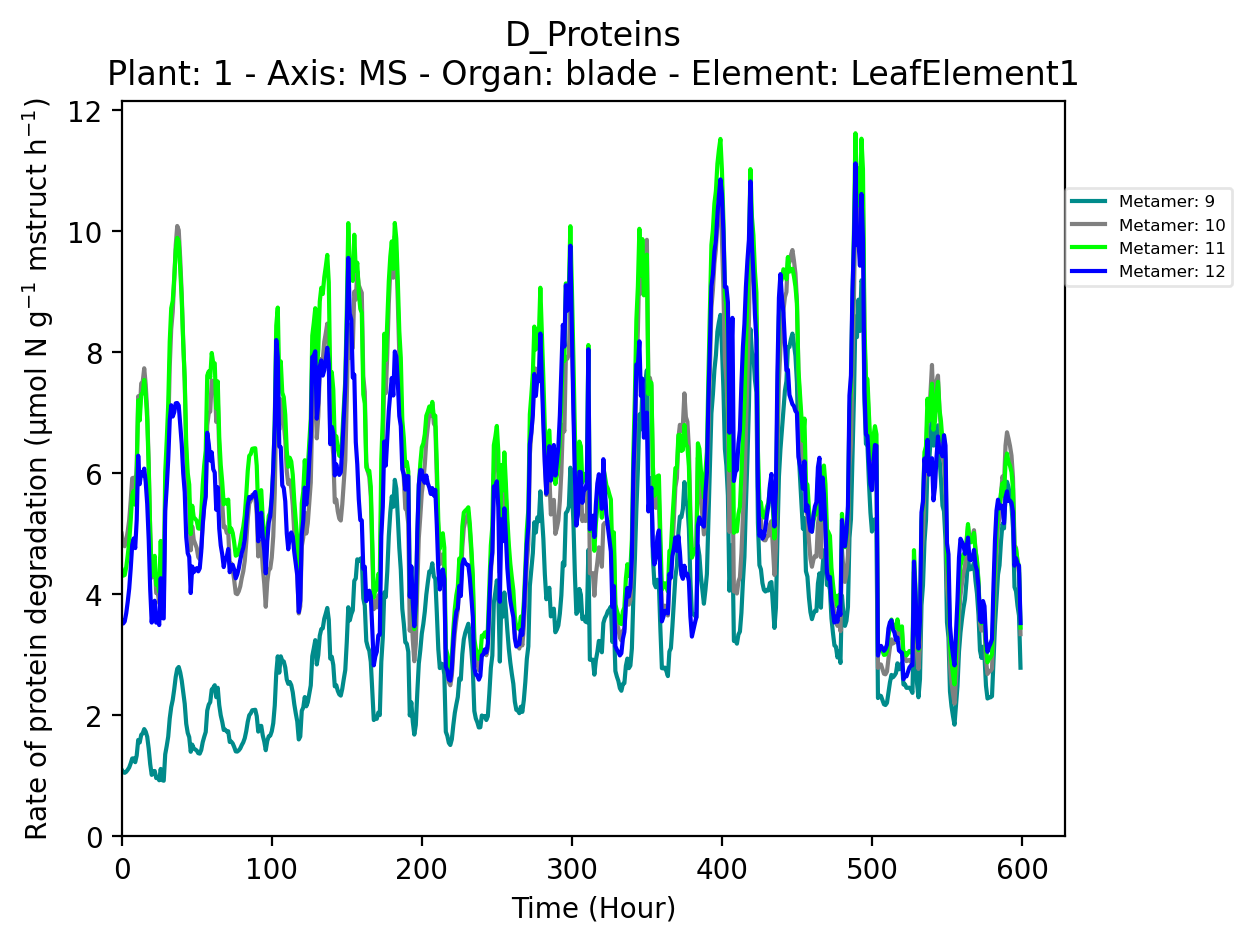 D_Proteins
Plant: 1 - Axis: MS - Organ: blade - Element: LeafElement1
Rate of protein degradation (µmol N g⁻¹ mstruct h⁻¹)
12
10
8
6
4
2
0
0 100 200 300 400 500 600
Time (Hour)
Metamer: 9
Metamer: 10
Metamer: 11
Metamer: 12